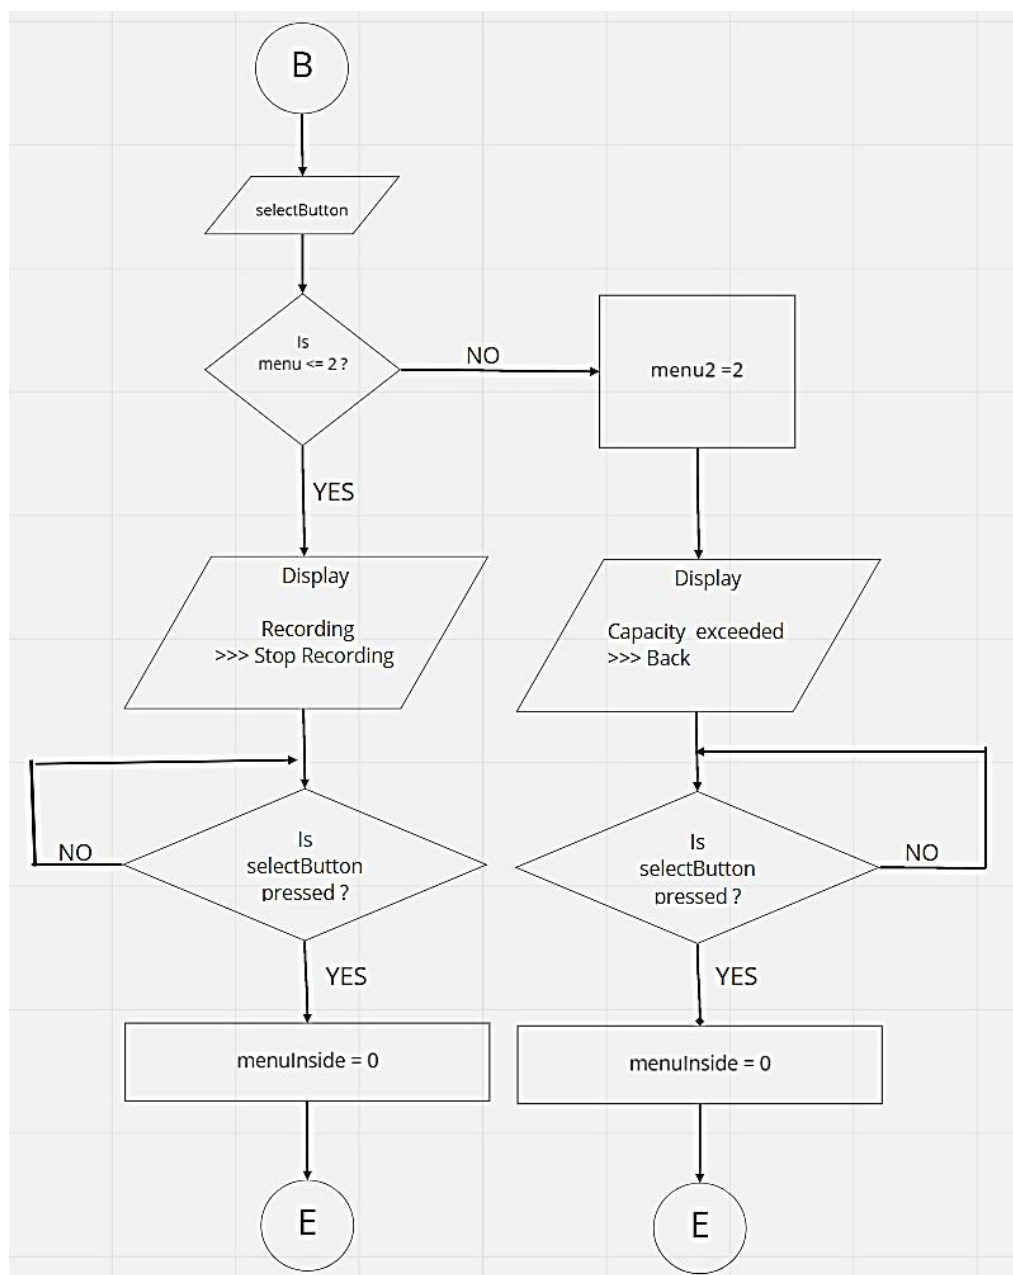 B
selectButton
Is
menu <= 2 ?
NO
menu2 =2
YES
Display
Recording
>>> Stop Recording
Display
Capacity exceeded
>>> Back
Is
selectButton
pressed ?
NO
Is
selectButton
pressed ?
NO
YES
YES
menuInside = 0
menuInside = 0
E
E